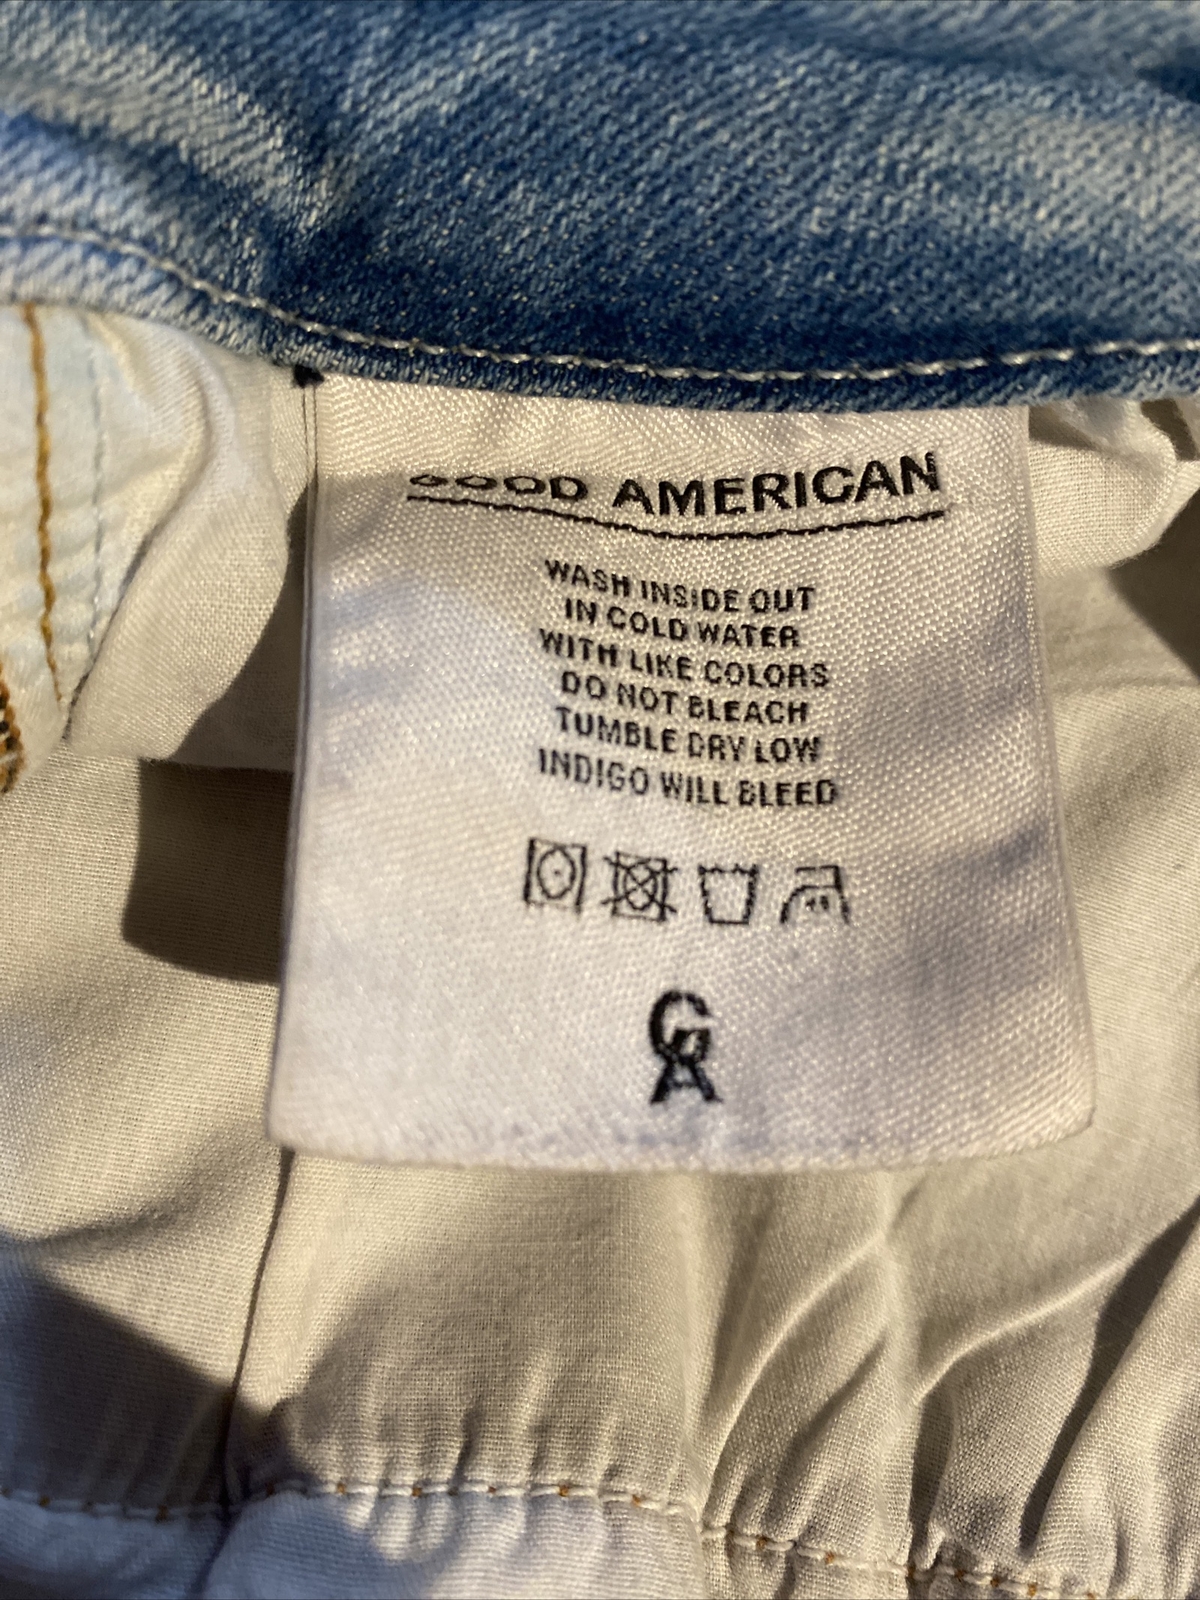 GOOD AMERICAN
WASH INSIDE OUT
IN COLD WATER
WITH LIKE COLORS
DO NOT BLEACH
TUMBLE DRY LOW
INDIGO WILL BLEED
GA